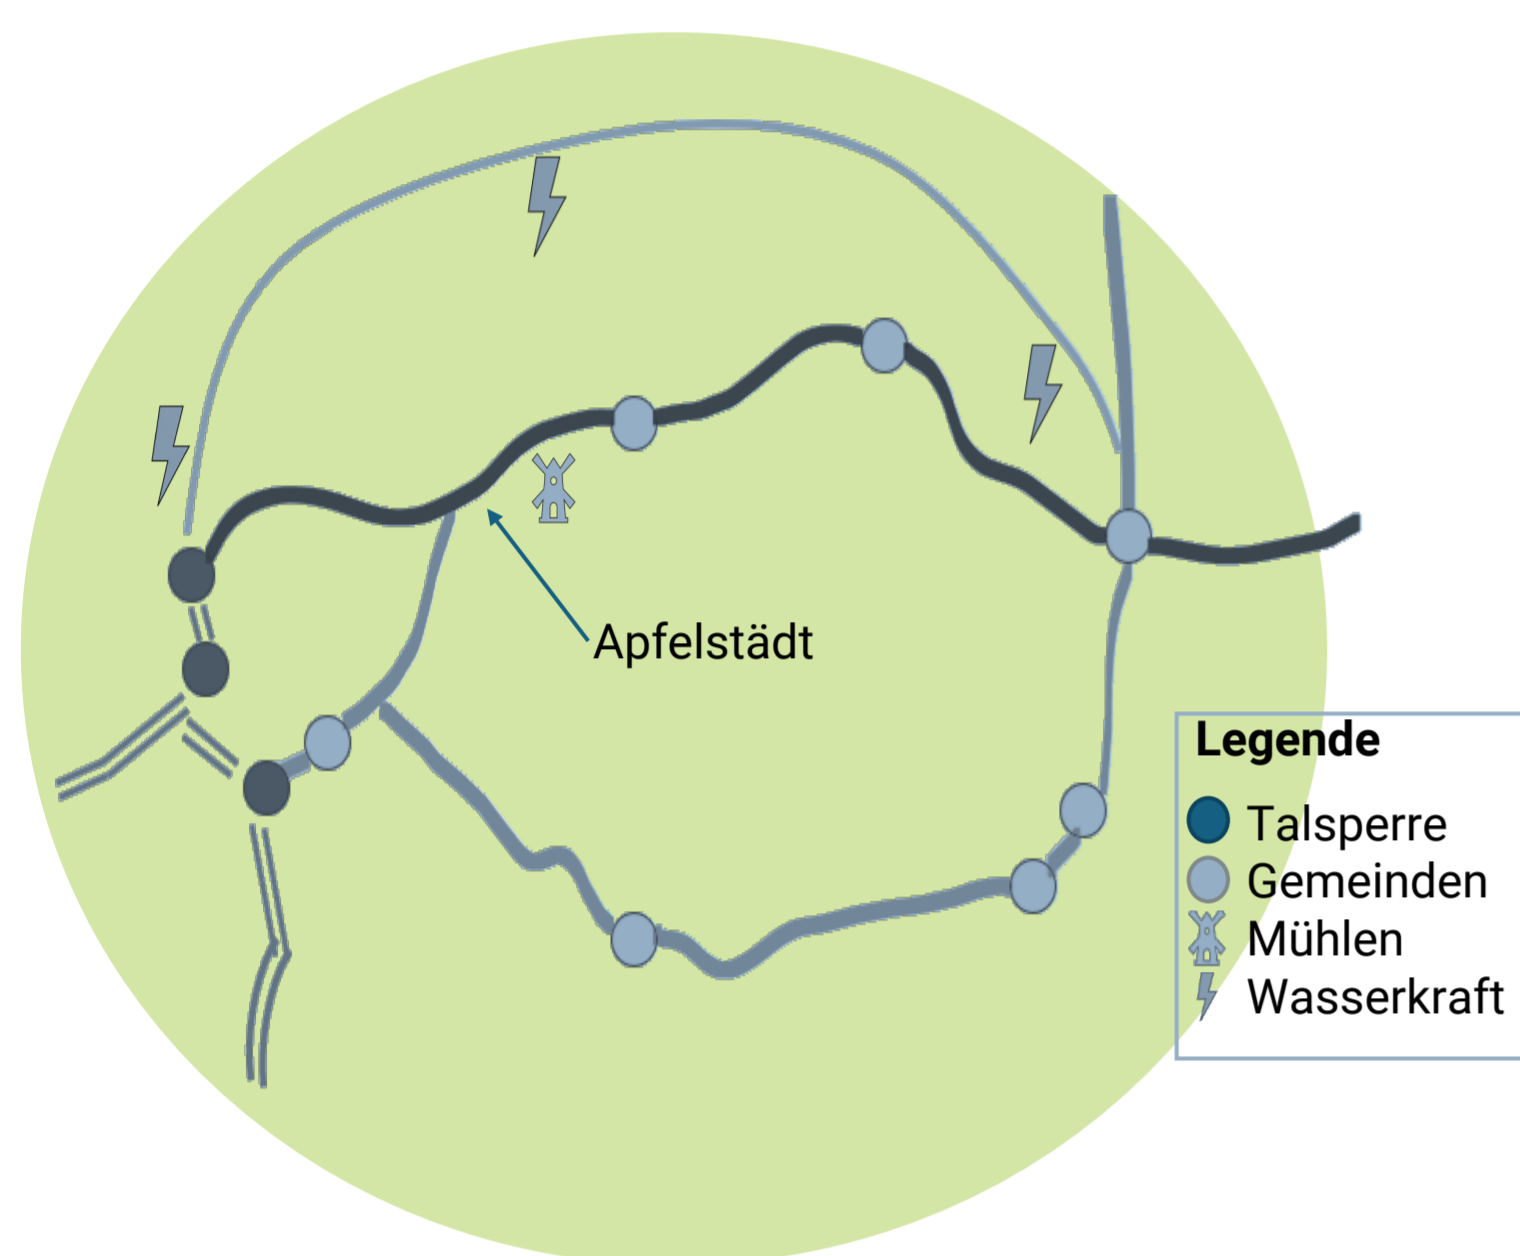 Apfelstädt
Legende
Talsperre
Gemeinden
Mühlen
Wasserkraft